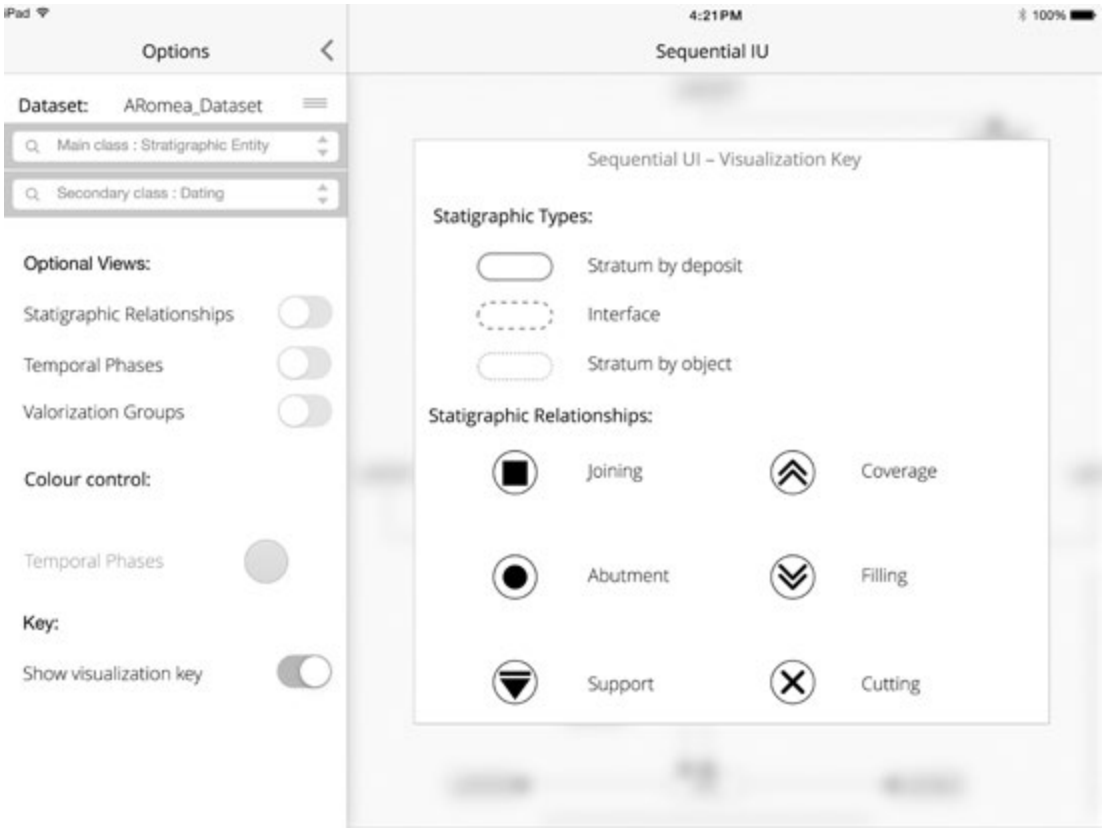 iPad
4:21PM
100%
Options
Sequential IU
Dataset: ARomea_Dataset
Main class : Stratigraphic Entity
Secondary class : Dating
Optional Views:
Statigraphic Relationships
Temporal Phases
Valorization Groups
Colour control:
Temporal Phases
Key:
Show visualization key
Sequential UI – Visualization Key
Statigraphic Types:
Stratum by deposit
Interface
Stratum by object
Statigraphic Relationships:
Joining
Coverage
Abutment
Filling
Support
Cutting